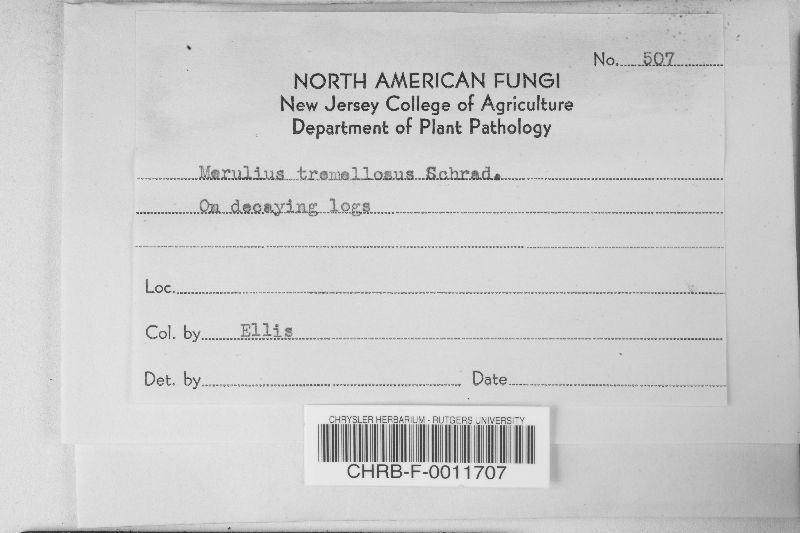 No. 507
NORTH AMERICAN FUNGI
New Jersey College of Agriculture
Department of Plant Pathology
Merulius tremellosus Schrad.
On decaying logs
Loc.
Col. by Ellis
Det. by Date
CHRYSLER HERBARIUM - RUTGERS UNIVERSITY
CHRB-F-0011707